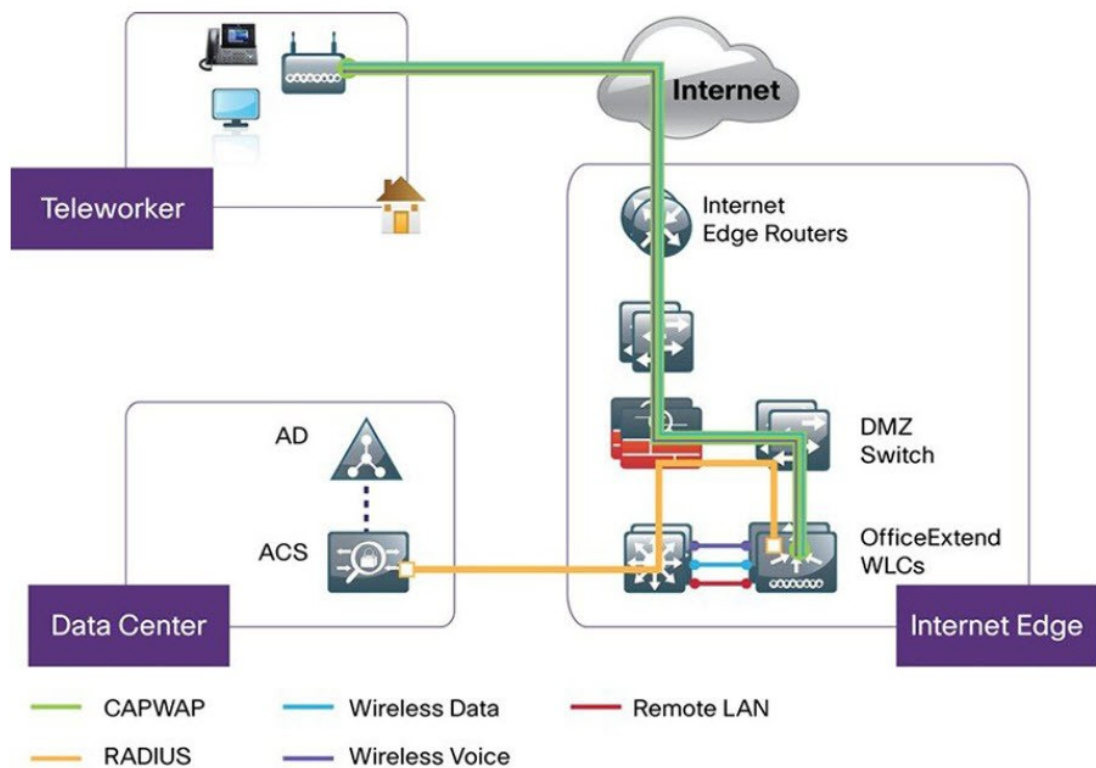 Internet
Teleworker
Internet
Edge Routers
AD
DMZ
Switch
ACS
OfficeExtend
WLCs
Data Center
Internet Edge
CAPWAP
Wireless Data
Remote LAN
RADIUS
Wireless Voice